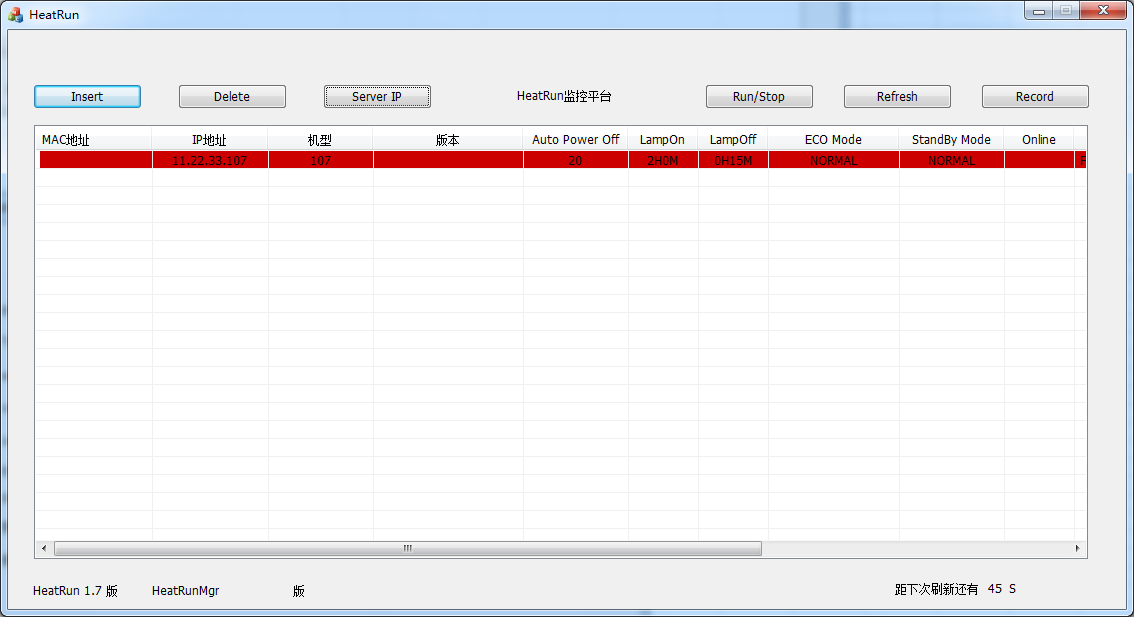 HeatRun
Insert Delete Server IP HeatRun监控平台 Run/Stop Refresh Record
MAC地址 IP地址 机型 版本 Auto Power Off LampOn LampOff ECO Mode StandBy Mode Online
11.22.33.107 107 20 2H0M 0H15M NORMAL NORMAL
HeatRun 1.7 版 HeatRunMgr 版 距下次刷新还有 45 S